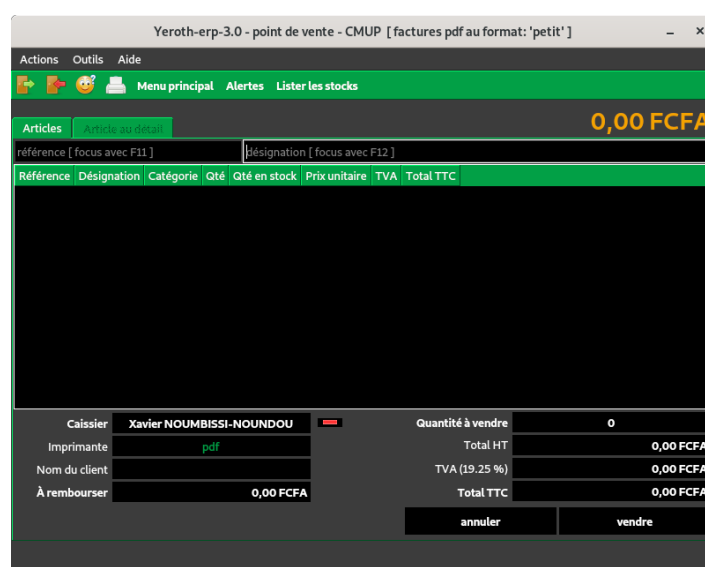 Yeroth-erp-3.0 - point de vente - CMUP [ factures pdf au format: 'petit' ]
Actions Outils Aide
Menu principal Alertes Lister les stocks
0,00 FCFA
Articles Article au détail
référence [ focus avec F11 ] désignation [ focus avec F12 ]
Référence Désignation Catégorie Qté Qté en stock Prix unitaire TVA Total TTC
Caissier Xavier NOUMBISSI-NOUNDOU Quantité à vendre 0
Imprimante pdf Total HT 0,00 FCFA
Nom du client TVA (19.25 %) 0,00 FCFA
À rembourser 0,00 FCFA Total TTC 0,00 FCFA
annuler vendre